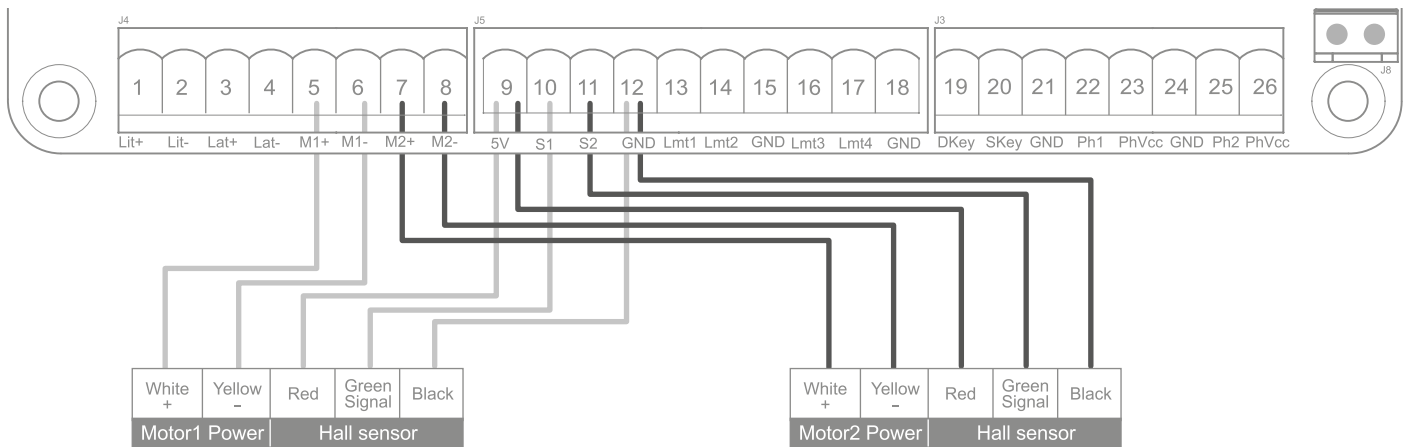 J4 J5 J3
1 2 3 4 5 6 7 8 9 10 11 12 13 14 15 16 17 18 19 20 21 22 23 24 25 26
J8
Lit+ Lit- Lat+ Lat- M1+ M1- M2+ M2- 5V S1 S2 GND Lmt1 Lmt2 GND Lmt3 Lmt4 GND DKey SKey GND Ph1 PhVcc GND Ph2 PhVcc
White + Yellow – Red Green Signal Black
Motor1 Power Hall sensor
White + Yellow – Red Green Signal Black
Motor2 Power Hall sensor